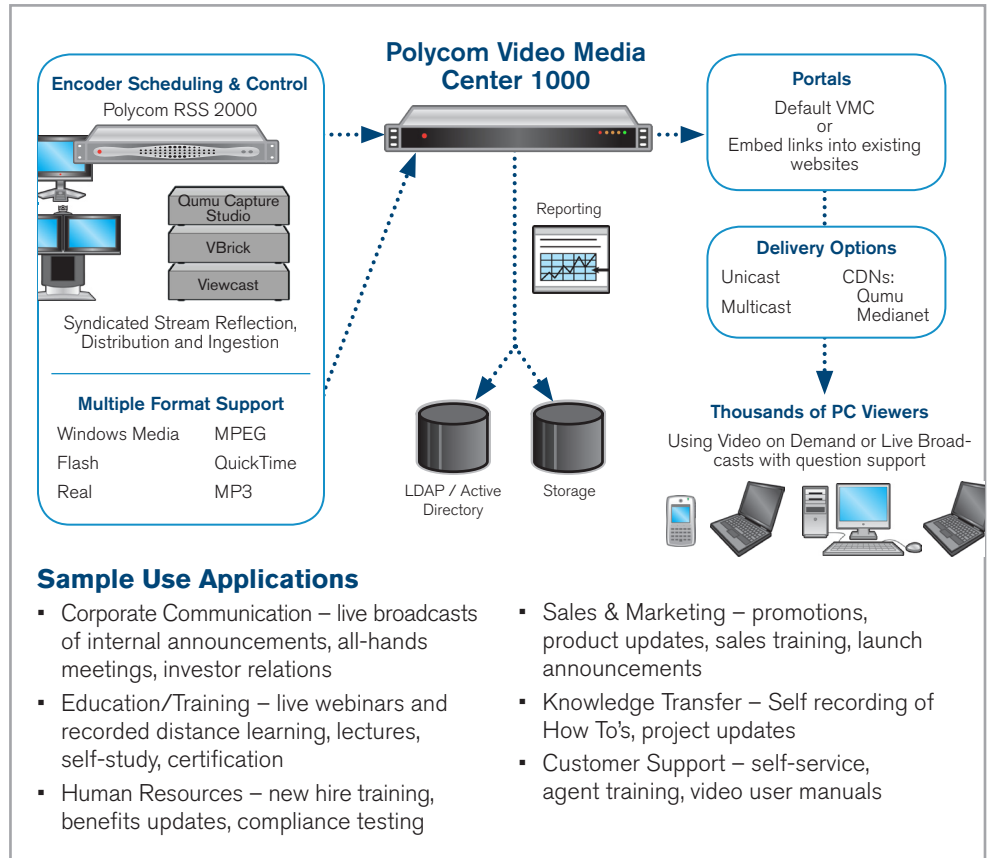 Polycom Video Media
Center 1000
Encoder Scheduling & Control
Polycom RSS 2000
Qumu Capture
Studio
VBrick
Viewcast
Syndicated Stream Reflection,
Distribution and Ingestion
Multiple Format Support
Windows Media MPEG
Flash QuickTime
Real MP3
Reporting
LDAP / Active
Directory
Storage
Portals
Default VMC
or
Embed links into existing
websites
Delivery Options
Unicast
Multicast
CDNs:
Qumu
Medianet
Thousands of PC Viewers
Using Video on Demand or Live Broad-
casts with question support
Sample Use Applications
▪ Corporate Communication – live broadcasts
of internal announcements, all-hands
meetings, investor relations
▪ Education/Training – live webinars and
recorded distance learning, lectures,
self-study, certification
▪ Human Resources – new hire training,
benefits updates, compliance testing
▪ Sales & Marketing – promotions,
product updates, sales training, launch
announcements
▪ Knowledge Transfer – Self recording of
How To's, project updates
▪ Customer Support – self-service,
agent training, video user manuals